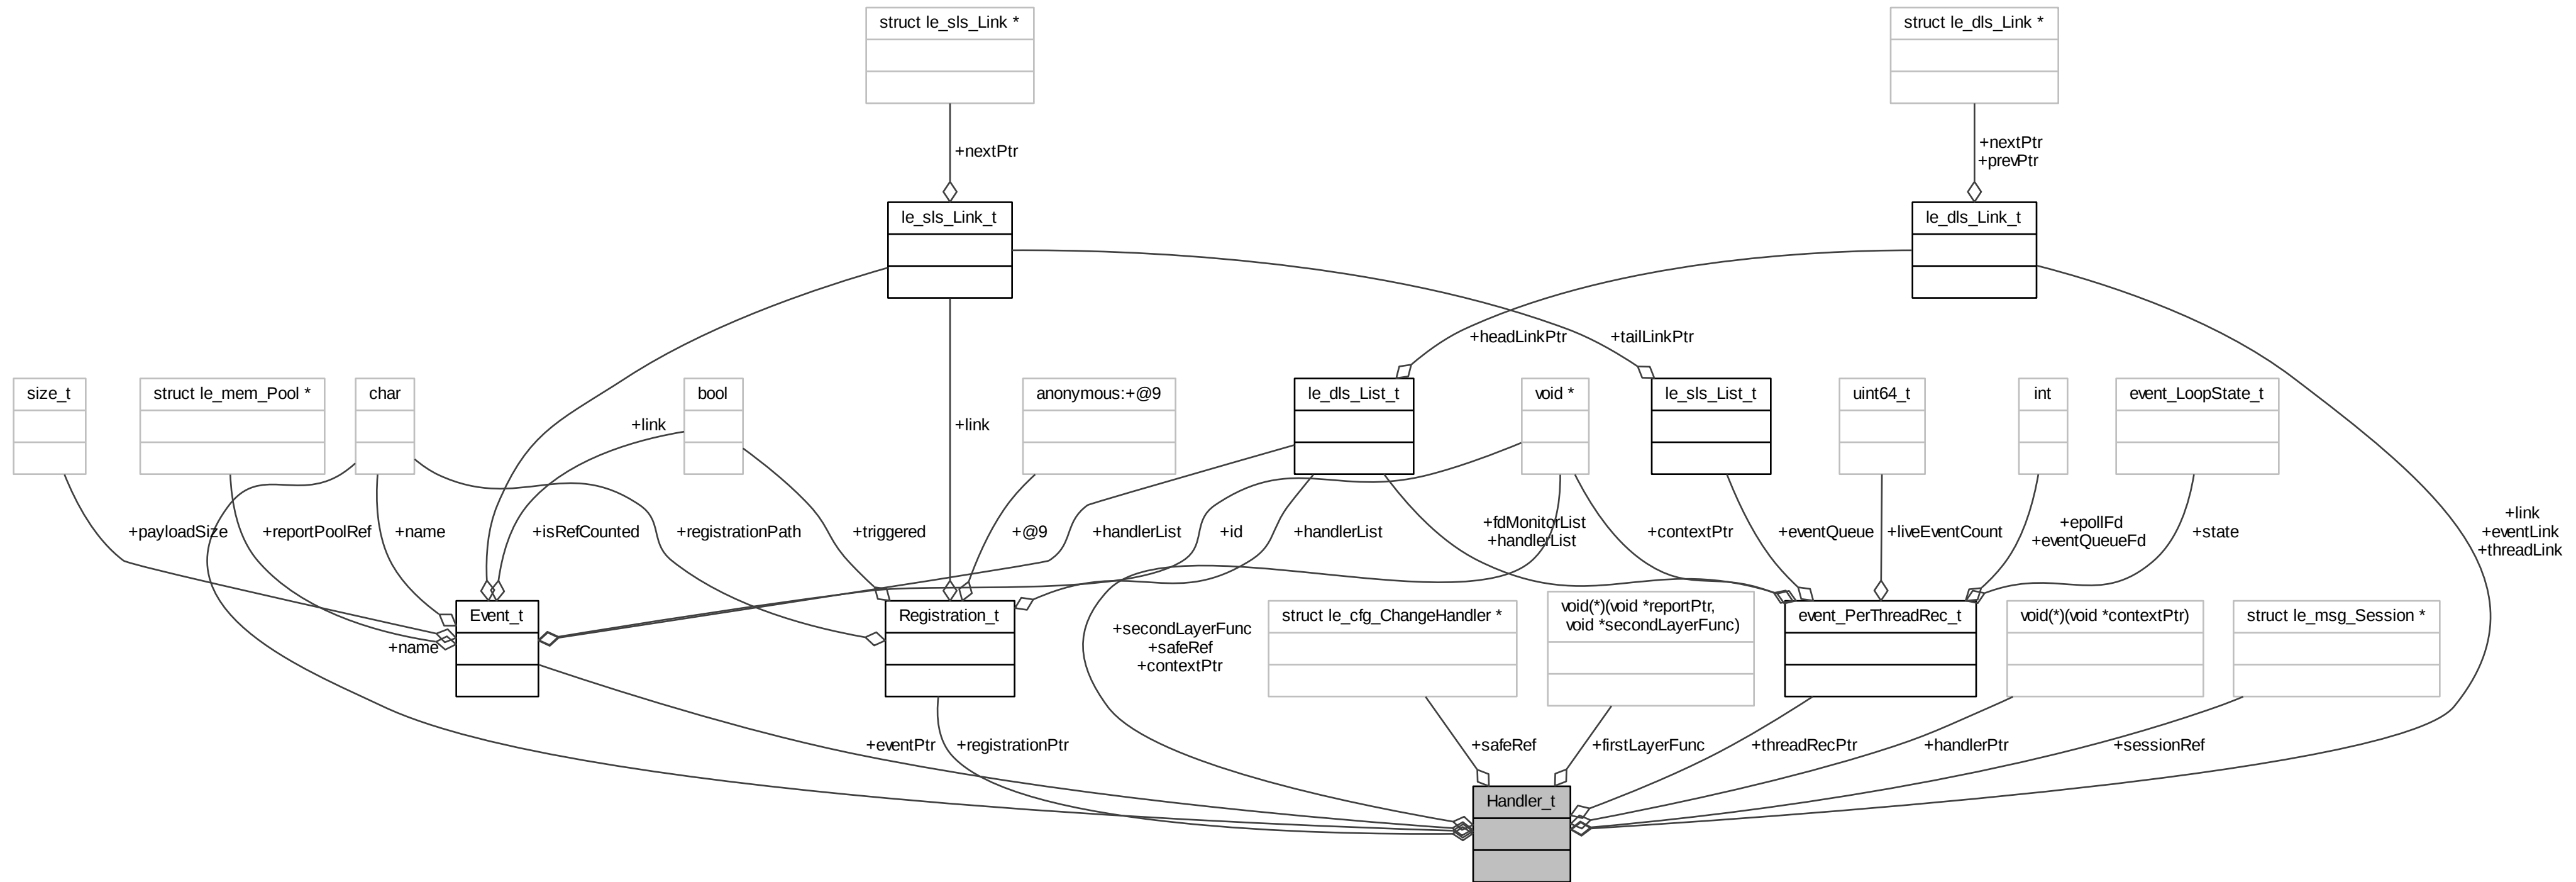 struct le_sls_Link *
struct le_dls_Link *
+nextPtr
+nextPtr
+prevPtr
le_sls_Link_t
le_dls_Link_t
+headLinkPtr
+tailLinkPtr
size_t
struct le_mem_Pool *
char
bool
anonymous:+@9
le_dls_List_t
void *
le_sls_List_t
uint64_t
int
event_LoopState_t
+link
+link
+payloadSize
+reportPoolRef
+name
+isRefCounted
+registrationPath
+triggered
+@9
+handlerList
+id
+handlerList
+fdMonitorList
+handlerList
+contextPtr
+eventQueue
+liveEventCount
+epollFd
+eventQueueFd
+state
+link
+eventLink
+threadLink
Event_t
Registration_t
struct le_cfg_ChangeHandler *
void(*)(void *reportPtr,
void *secondLayerFunc)
event_PerThreadRec_t
void(*)(void *contextPtr)
struct le_msg_Session *
+name
+secondLayerFunc
+safeRef
+contextPtr
+eventPtr
+registrationPtr
+safeRef
+firstLayerFunc
+threadRecPtr
+handlerPtr
+sessionRef
Handler_t